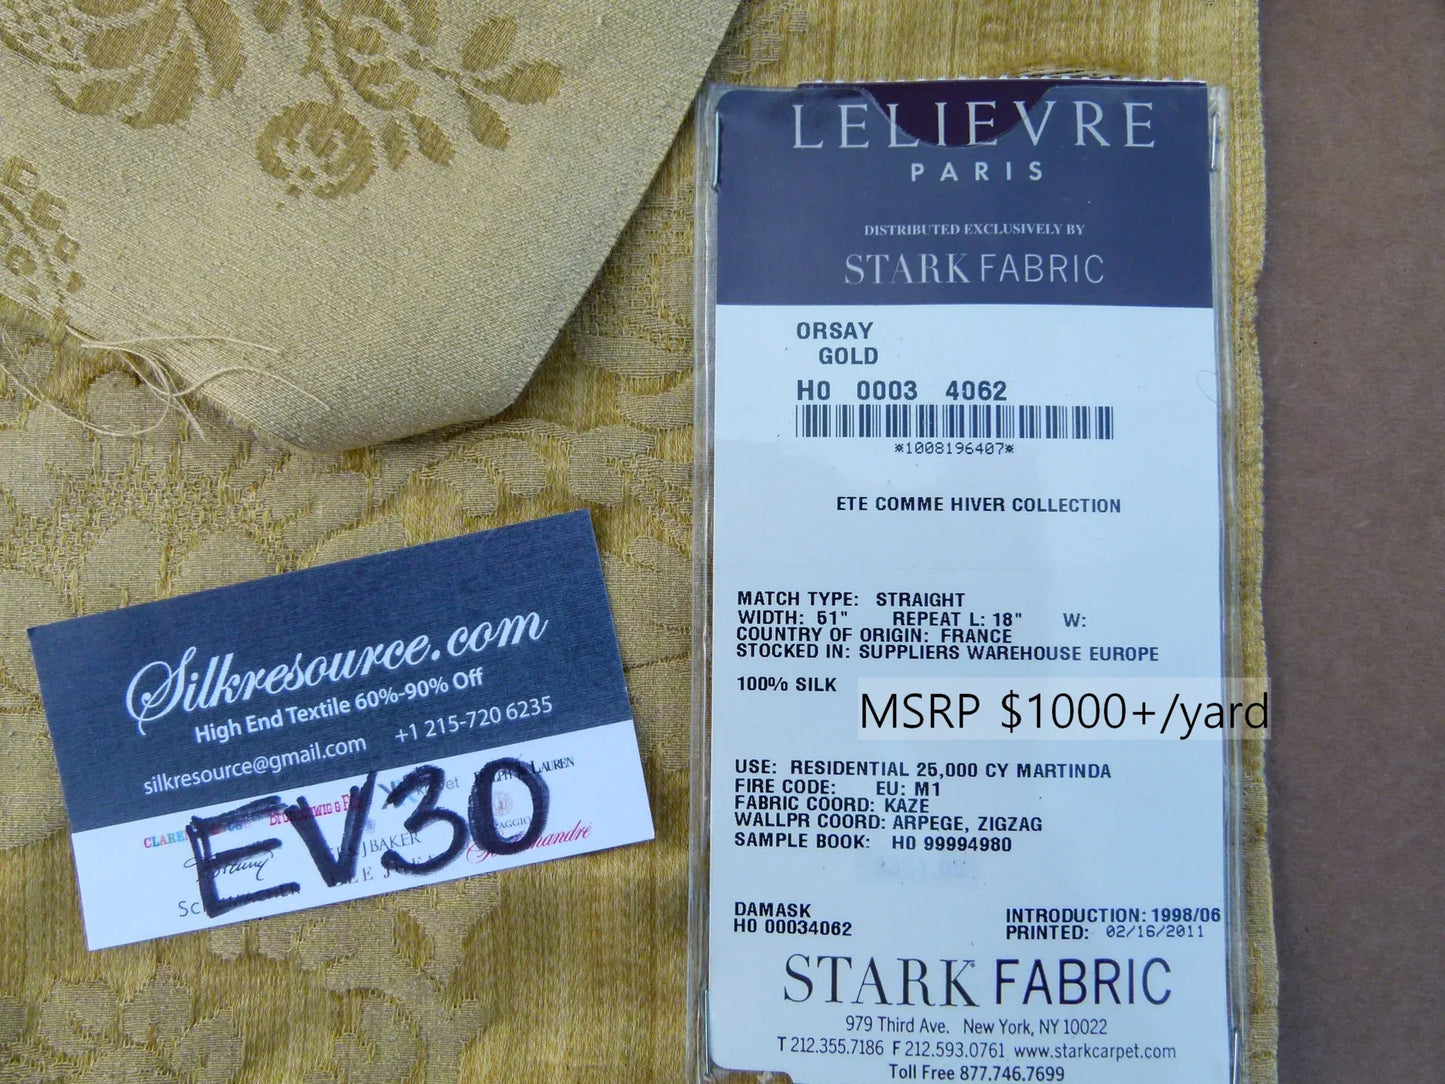 LELIEVRE
PARIS
DISTRIBUTED EXCLUSIVELY BY
STARK FABRIC
ORSAY
GOLD
H0 0003 4062
*1008196407*
ETE COMME HIVER COLLECTION
MATCH TYPE: STRAIGHT
WIDTH: 51" REPEAT L: 18" W:
COUNTRY OF ORIGIN: FRANCE
STOCKED IN: SUPPLIERS WAREHOUSE EUROPE
100% SILK
MSRP $1000+/yard
USE: RESIDENTIAL 25,000 CY MARTINDA
FIRE CODE: EU: M1
FABRIC COORD: KAZE
WALLPR COORD: ARPEGE, ZIGZAG
SAMPLE BOOK: H0 99994980
DAMASK
H0 00034062
INTRODUCTION: 1998/06
PRINTED: 02/16/2011
STARK FABRIC
979 Third Ave. New York, NY 10022
T 212.355.7186 F 212.593.0761 www.starkcarpet.com
Toll Free 877.746.7699
Silkresource.com
High End Textile 60%-90% Off
silkresource@gmail.com +1 215-720 6235
EV30
LAUREN
JBAKER